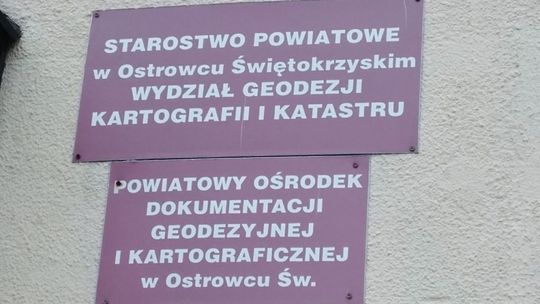 STAROSTWO POWIATOWE
w Ostrowcu Świętokrzyskim
WYDZIAŁ GEODEZJI
KARTOGRAFII I KATASTRU
POWIATOWY OŚRODEK
DOKUMENTACJI
GEODEZYJNEJ
I KARTOGRAFICZNEJ
w Ostrowcu Św.